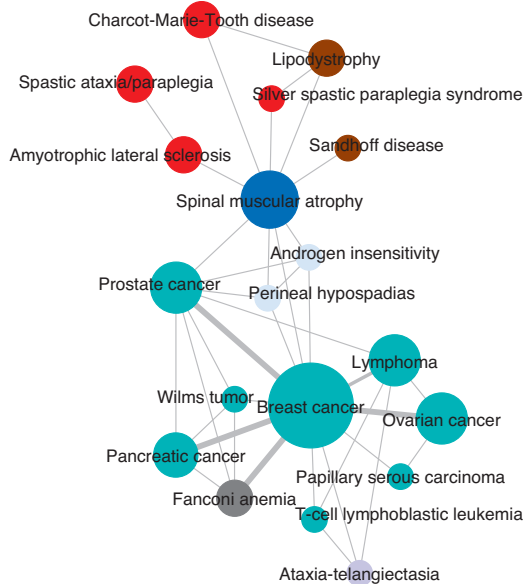 Charcot-Marie-Tooth disease
Lipodystrophy
Spastic ataxia/paraplegia
Silver spastic paraplegia syndrome
Sandhoff disease
Amyotrophic lateral sclerosis
Spinal muscular atrophy
Androgen insensitivity
Prostate cancer
Perineal hypospadias
Lymphoma
Wilms tumor
Breast cancer
Ovarian cancer
Pancreatic cancer
Papillary serous carcinoma
Fanconi anemia
T-cell lymphoblastic leukemia
Ataxia-telangiectasia